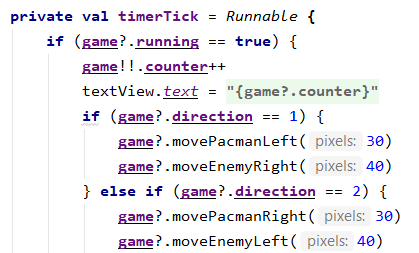 private val timerTick = Runnable {
if (game?.running == true) {
game!!.counter++
textView.text = "{game?.counter}"
if (game?.direction == 1) {
game?.movePacmanLeft( pixels: 30)
game?.moveEnemyRight( pixels: 40)
} else if (game?.direction == 2) {
game?.movePacmanRight( pixels: 30)
game?.moveEnemyLeft( pixels: 40)